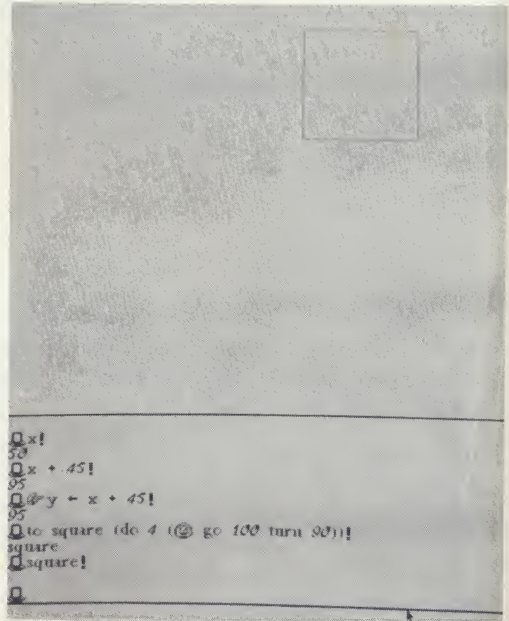 x!
50
x + 45!
95
☞ y ← x + 45!
95
to square (do 4 (☺ go 100 turn 90))!
square
square!